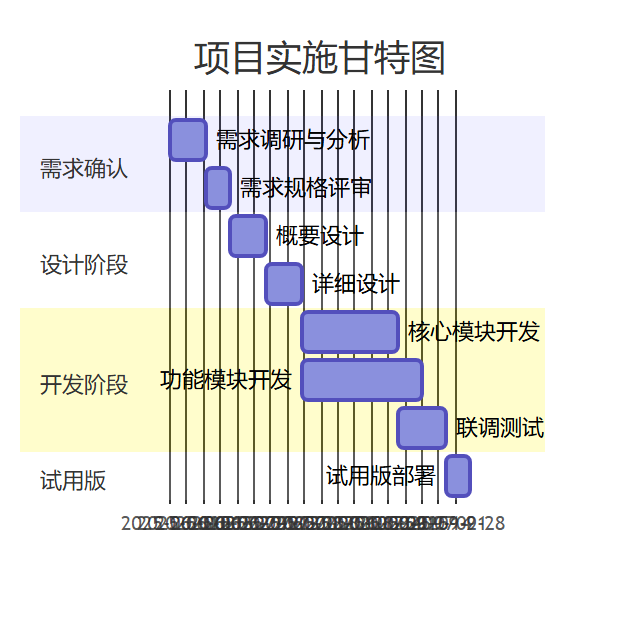 项目实施甘特图
需求确认
需求调研与分析
需求规格评审
设计阶段
概要设计
详细设计
开发阶段
核心模块开发
功能模块开发
联调测试
试用版
试用版部署